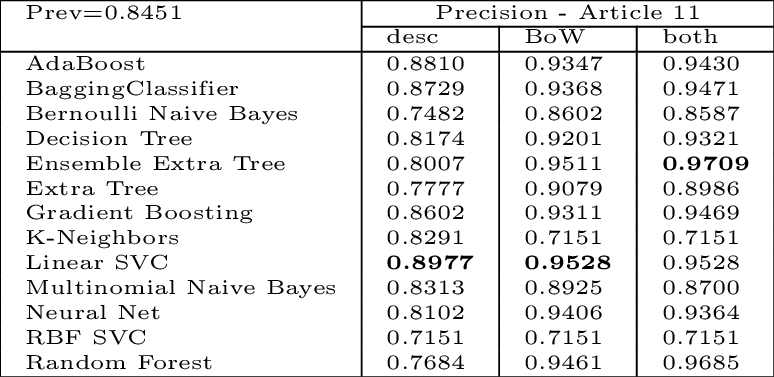 Prev=0.8451 Precision - Article 11
desc BoW both
AdaBoost 0.8810 0.9347 0.9430
BaggingClassifier 0.8729 0.9368 0.9471
Bernoulli Naive Bayes 0.7482 0.8602 0.8587
Decision Tree 0.8174 0.9201 0.9321
Ensemble Extra Tree 0.8007 0.9511 0.9709
Extra Tree 0.7777 0.9079 0.8986
Gradient Boosting 0.8602 0.9311 0.9469
K-Neighbors 0.8291 0.7151 0.7151
Linear SVC 0.8977 0.9528 0.9528
Multinomial Naive Bayes 0.8313 0.8925 0.8700
Neural Net 0.8102 0.9406 0.9364
RBF SVC 0.7151 0.7151 0.7151
Random Forest 0.7684 0.9461 0.9685